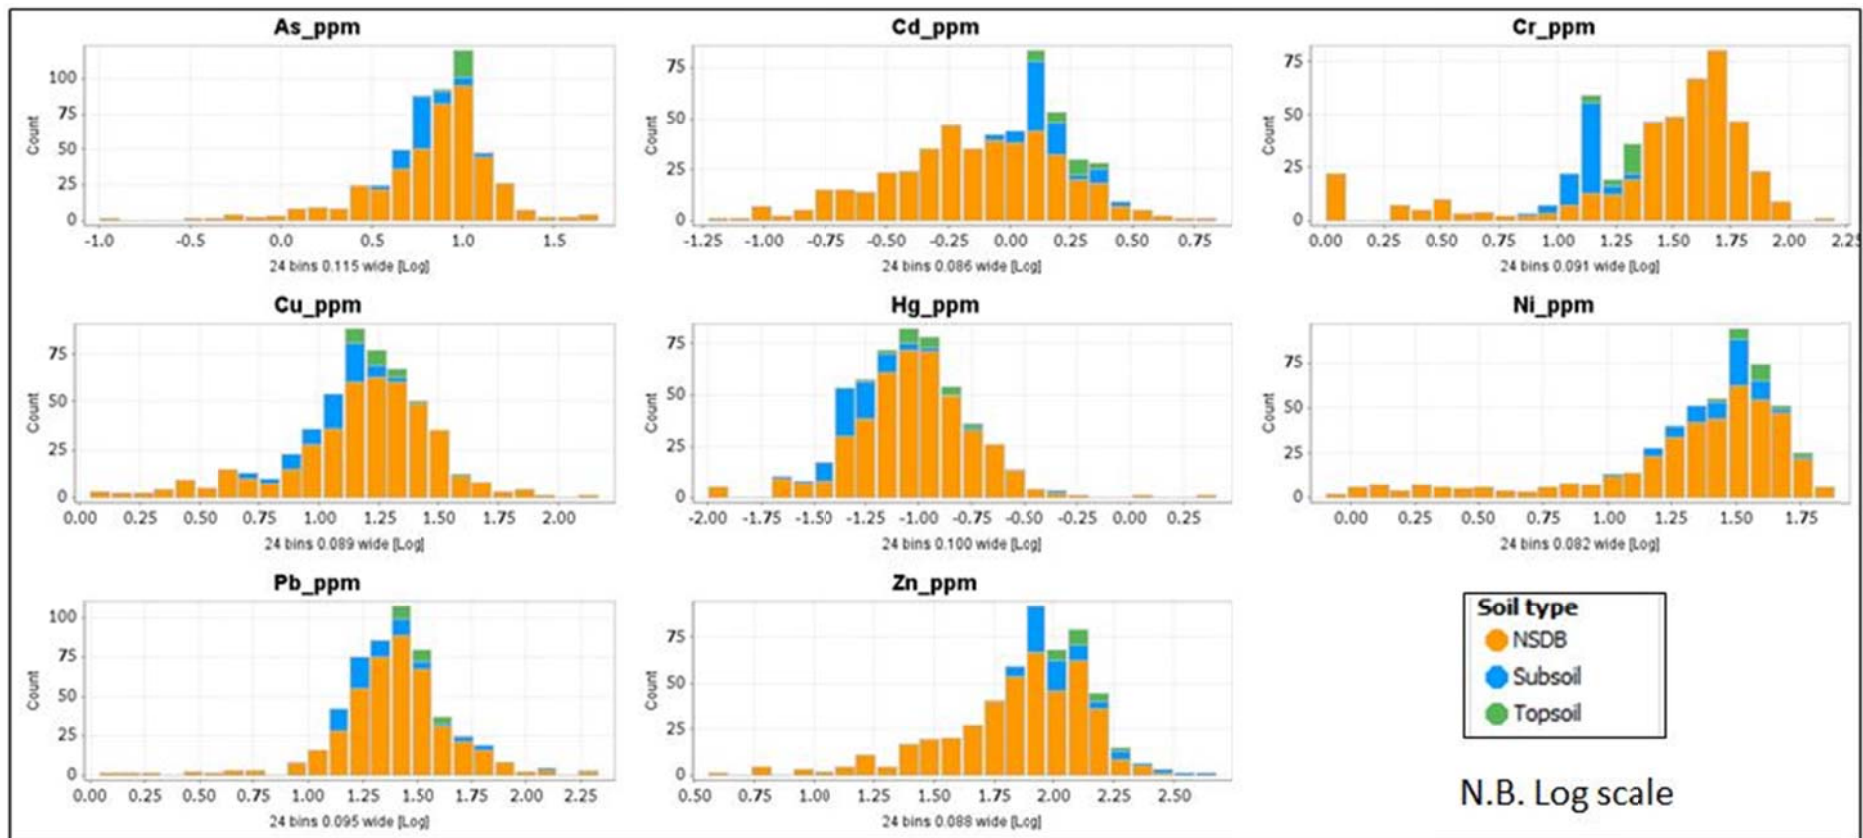 As_ppm
100
75
50
25
0
Count
-1.0 -0.5 0.0 0.5 1.0 1.5
24 bins 0.115 wide [Log]
Cd_ppm
75
50
25
0
Count
-1.25 -1.00 -0.75 -0.50 -0.25 0.00 0.25 0.50 0.75
24 bins 0.086 wide [Log]
Cr_ppm
75
50
25
0
Count
0.00 0.25 0.50 0.75 1.00 1.25 1.50 1.75 2.00 2.25
24 bins 0.091 wide [Log]
Cu_ppm
75
50
25
0
Count
0.00 0.25 0.50 0.75 1.00 1.25 1.50 1.75 2.00
24 bins 0.089 wide [Log]
Hg_ppm
75
50
25
0
Count
-2.00 -1.75 -1.50 -1.25 -1.00 -0.75 -0.50 -0.25 0.00 0.25
24 bins 0.100 wide [Log]
Ni_ppm
75
50
25
0
Count
0.00 0.25 0.50 0.75 1.00 1.25 1.50 1.75
24 bins 0.082 wide [Log]
Pb_ppm
100
75
50
25
0
Count
0.00 0.25 0.50 0.75 1.00 1.25 1.50 1.75 2.00 2.25
24 bins 0.095 wide [Log]
Zn_ppm
75
50
25
0
Count
0.50 0.75 1.00 1.25 1.50 1.75 2.00 2.25 2.50
24 bins 0.088 wide [Log]
Soil type
NSDB
Subsoil
Topsoil
N.B. Log scale